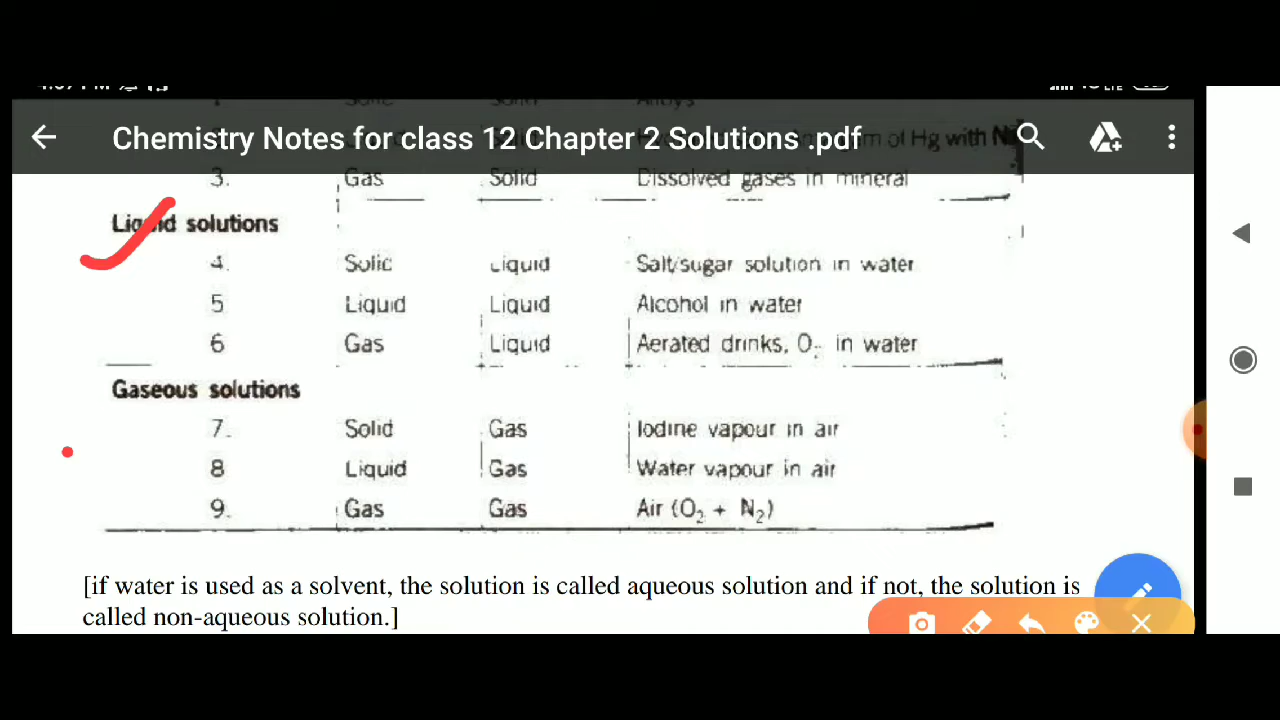 Chemistry Notes for class 12 Chapter 2 Solutions .pdf
of Hg with
3. Gas Solid Dissolved gases in mineral
Liquid solutions
4. Solid Liquid Salt/sugar solution in water
5 Liquid Liquid Alcohol in water
6 Gas Liquid Aerated drinks, O₂ in water
Gaseous solutions
7. Solid Gas Iodine vapour in air
8 Liquid Gas Water vapour in air
9. Gas Gas Air (O₂ + N₂)
[if water is used as a solvent, the solution is called aqueous solution and if not, the solution is
called non-aqueous solution.]